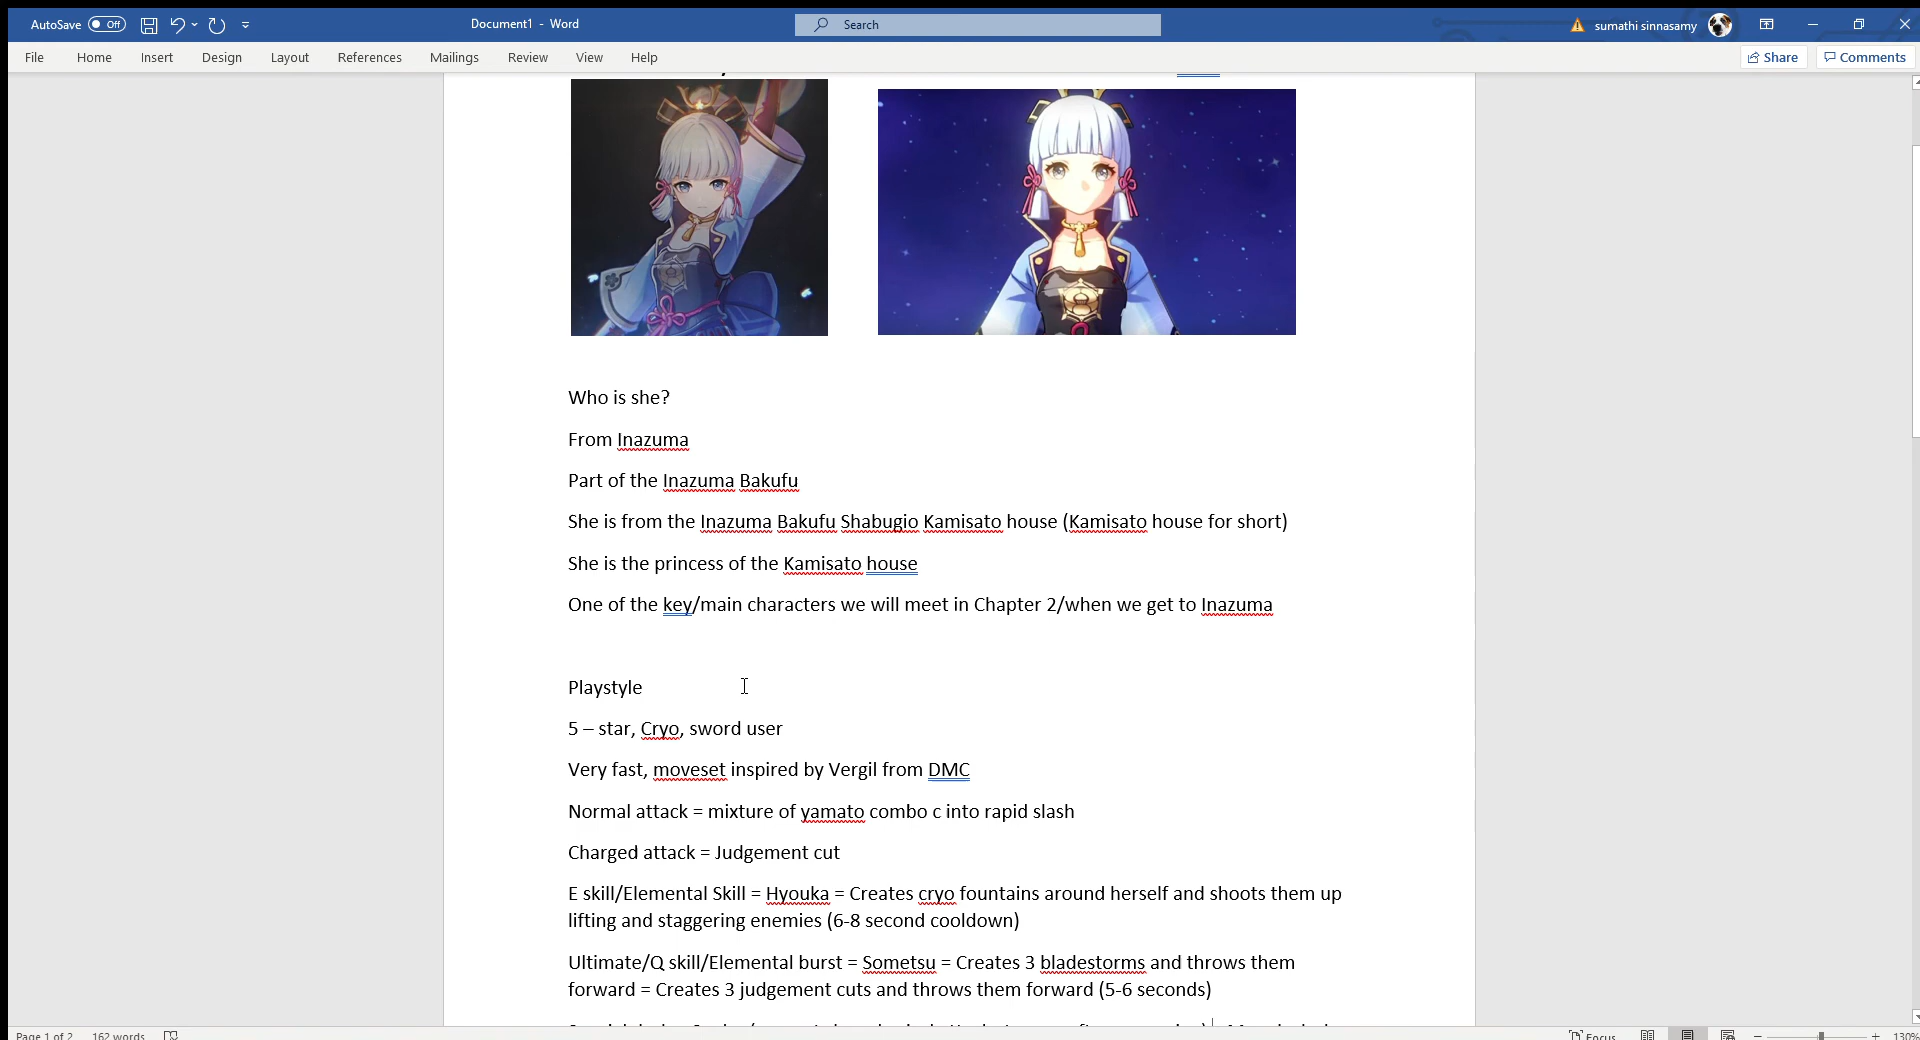 AutoSave Off Document1 - Word Search sumathi sinnasamy
File Home Insert Design Layout References Mailings Review View Help Share Comments
Who is she?
From Inazuma
Part of the Inazuma Bakufu
She is from the Inazuma Bakufu Shabugio Kamisato house (Kamisato house for short)
She is the princess of the Kamisato house
One of the key/main characters we will meet in Chapter 2/when we get to Inazuma
Playstyle
5 – star, Cryo, sword user
Very fast, moveset inspired by Vergil from DMC
Normal attack = mixture of yamato combo c into rapid slash
Charged attack = Judgement cut
E skill/Elemental Skill = Hyouka = Creates cryo fountains around herself and shoots them up
lifting and staggering enemies (6-8 second cooldown)
Ultimate/Q skill/Elemental burst = Sometsu = Creates 3 bladestorms and throws them
forward = Creates 3 judgement cuts and throws them forward (5-6 seconds)
Page 1 of 2 162 words Focus 130%